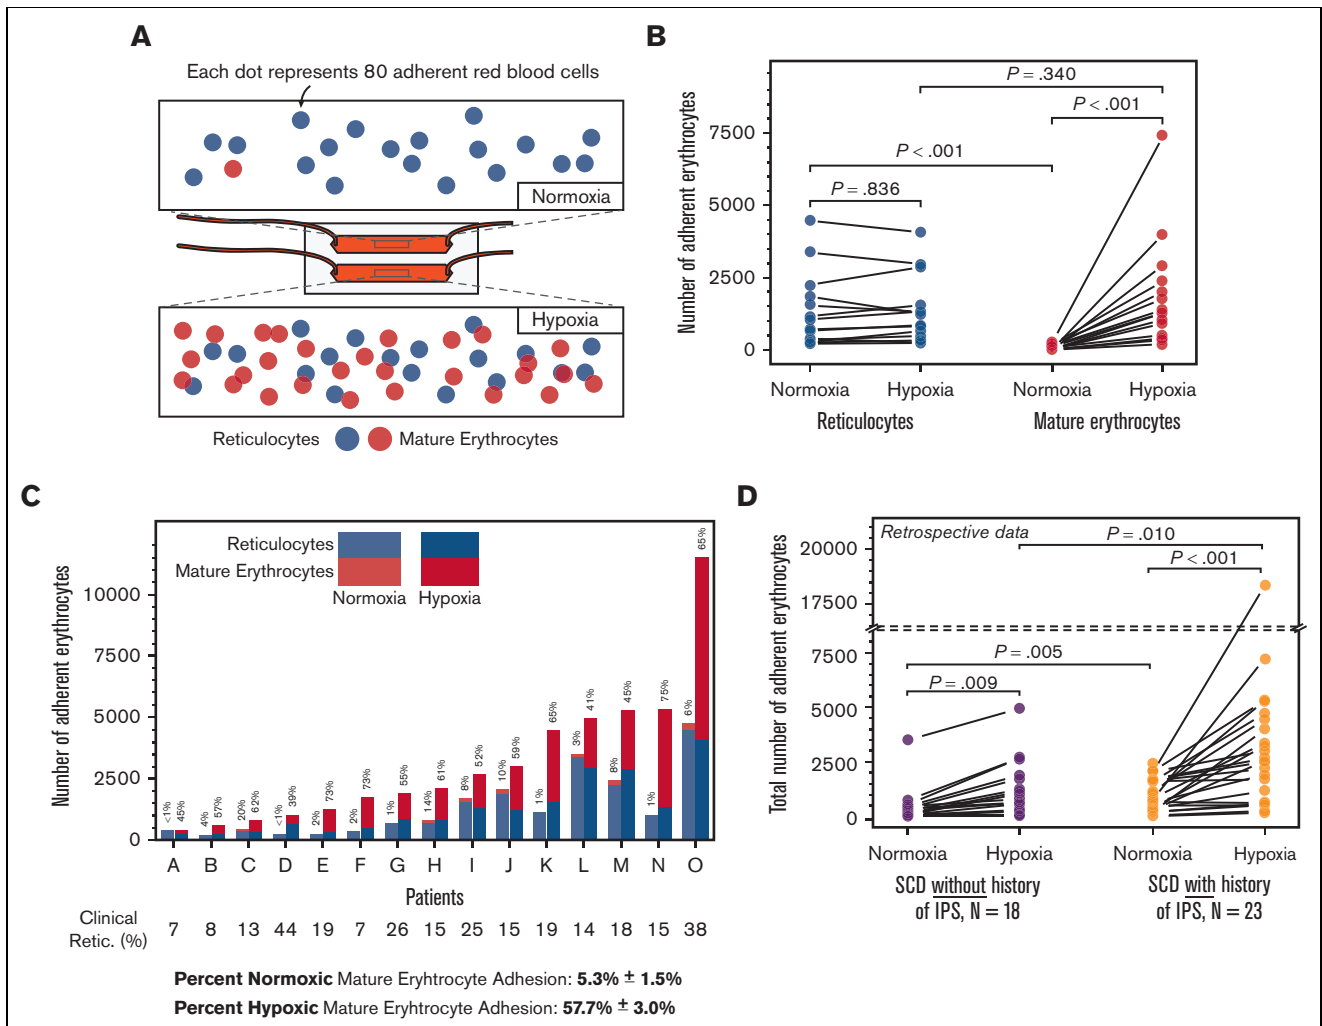 A
Each dot represents 80 adherent red blood cells
Normoxia
Hypoxia
Reticulocytes
Mature Erythrocytes
B
Number of adherent erythrocytes
7500
5000
2500
0
P = .340
P < .001
P < .001
P = .836
Normoxia
Hypoxia
Normoxia
Hypoxia
Reticulocytes
Mature erythrocytes
C
Number of adherent erythrocytes
10000
7500
5000
2500
0
Reticulocytes
Mature Erythrocytes
Normoxia Hypoxia
<1% 45% 4% 57% 20% 62% <1% 39% 2% 73% 2% 73% 1% 55% 14% 61% 8% 52% 10% 59% 1% 65% 3% 41% 8% 45% 1% 75% 6% 65%
A B C D E F G H I J K L M N O
Patients
Clinical
Retic. (%)
7 8 13 44 19 7 26 15 25 15 19 14 18 15 38
Percent Normoxic Mature Eryhtrocyte Adhesion: 5.3% ± 1.5%
Percent Hypoxic Mature Eryhtrocyte Adhesion: 57.7% ± 3.0%
D
Total number of adherent erythrocytes
Retrospective data
20000
17500
7500
5000
2500
0
P = .010
P < .001
P = .005
P = .009
Normoxia
Hypoxia
Normoxia
Hypoxia
SCD without history
of IPS, N = 18
SCD with history
of IPS, N = 23